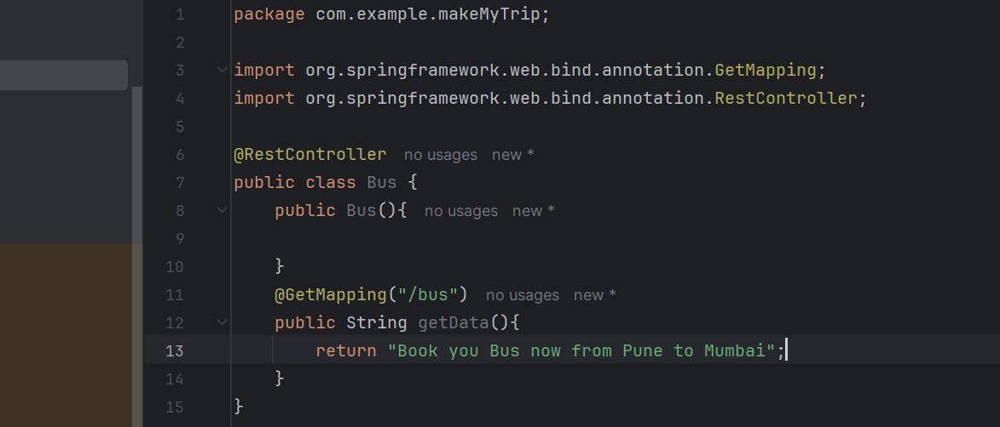 1 package com.example.makeMyTrip;
2
3 import org.springframework.web.bind.annotation.GetMapping;
4 import org.springframework.web.bind.annotation.RestController;
5
6 @RestController no usages new *
7 public class Bus {
8 public Bus(){ no usages new *
9
10 }
11 @GetMapping("/bus") no usages new *
12 public String getData(){
13 return "Book you Bus now from Pune to Mumbai";
14 }
15 }